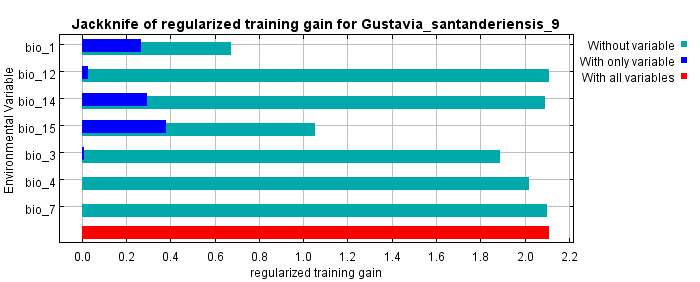 Jackknife of regularized training gain for Gustavia_santanderiensis_9
Environmental Variable
bio_1
bio_12
bio_14
bio_15
bio_3
bio_4
bio_7
Without variable
With only variable
With all variables
0.0 0.2 0.4 0.6 0.8 1.0 1.2 1.4 1.6 1.8 2.0 2.2
regularized training gain